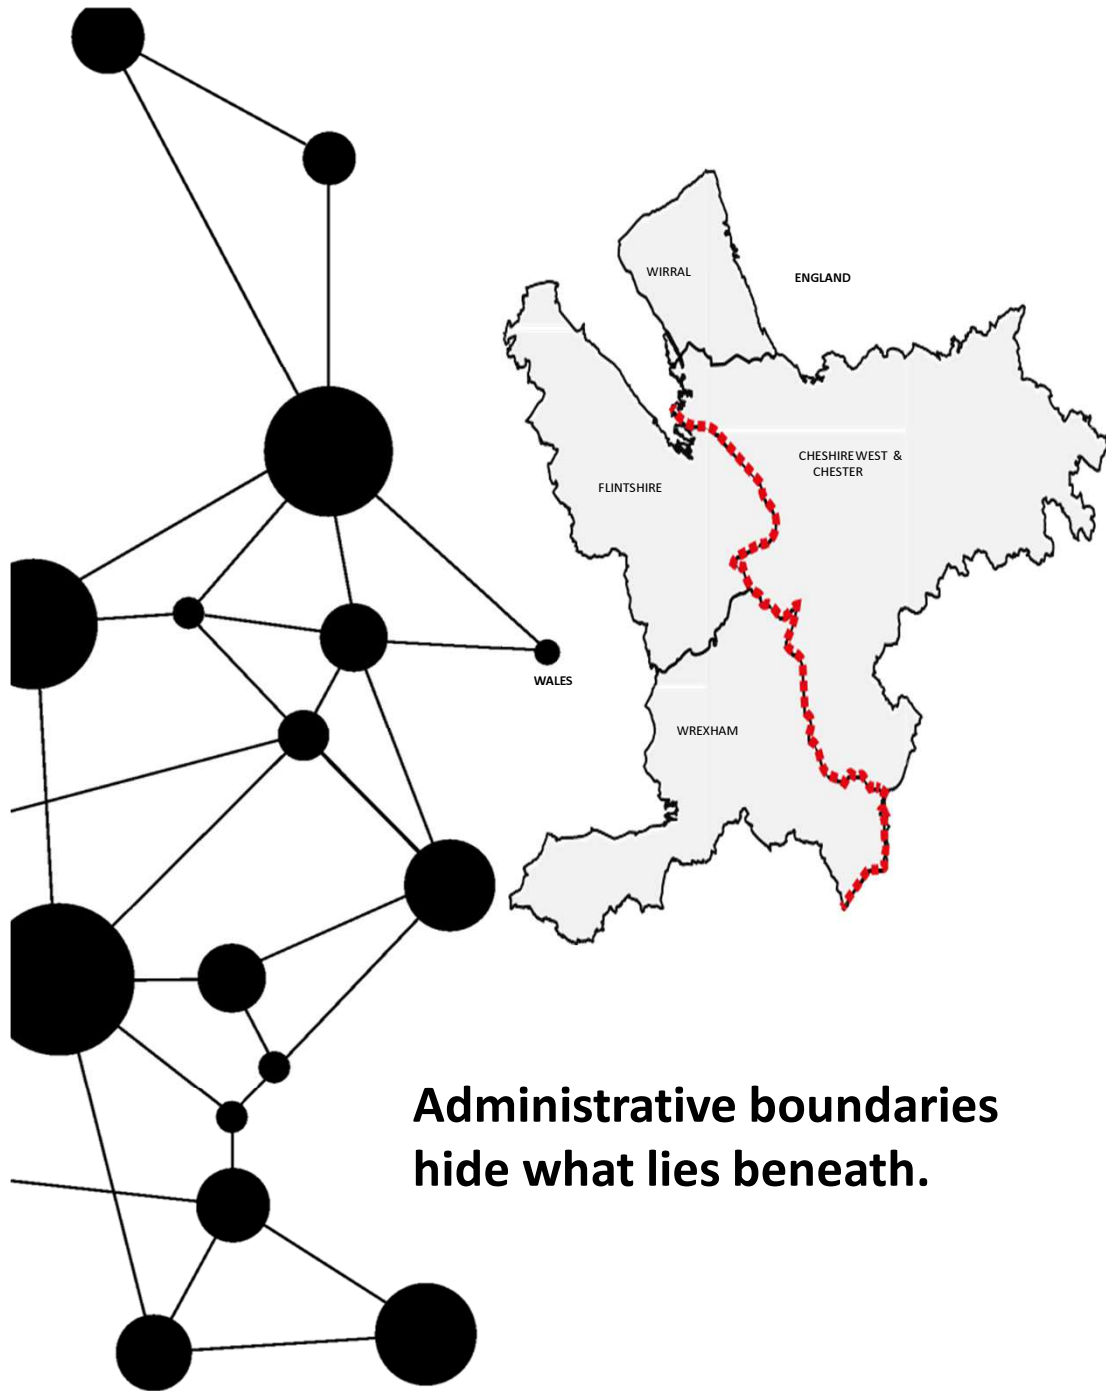 WIRRAL
ENGLAND
CHESHIRE WEST &
CHESTER
FLINTSHIRE
WALES
WREXHAM
Administrative boundaries
hide what lies beneath.